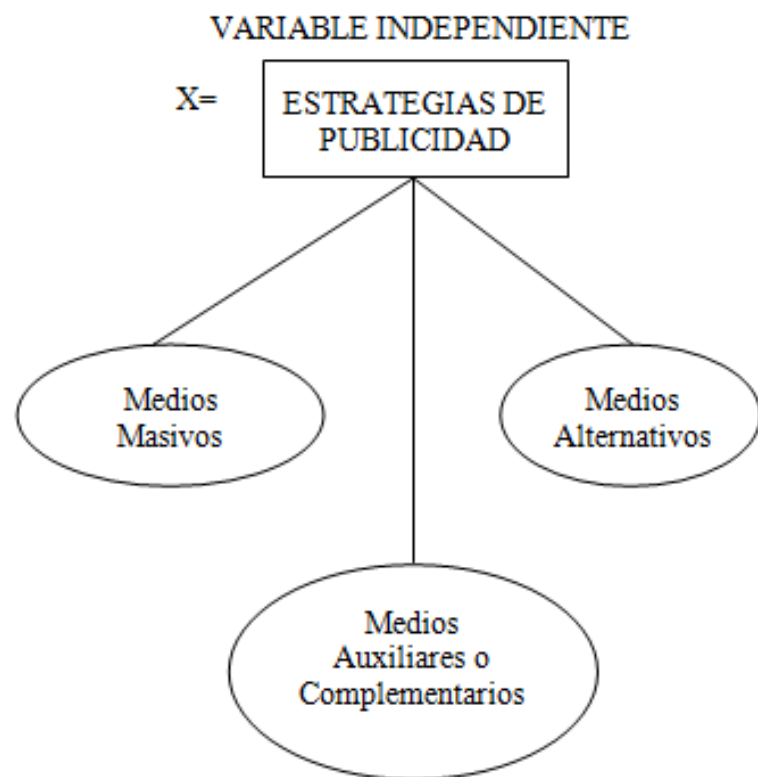 VARIABLE INDEPENDIENTE
X=
ESTRATEGIAS DE
PUBLICIDAD
Medios
Masivos
Medios
Alternativos
Medios
Auxiliares o
Complementarios